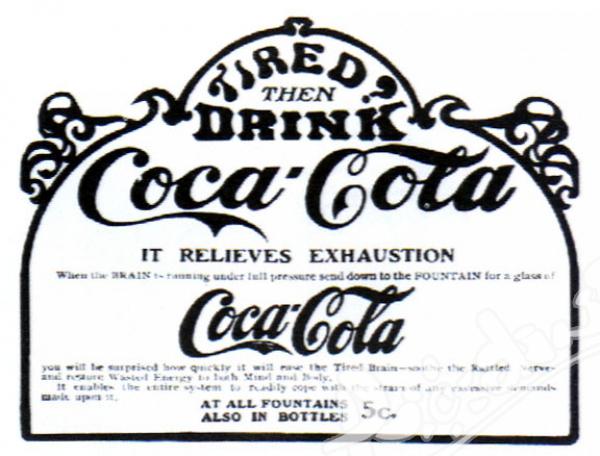 TIRED?
THEN
DRINK
Coca-Cola
IT RELIEVES EXHAUSTION
When the BRAIN is running under full pressure send down to the FOUNTAIN for a glass of
Coca-Cola
you will be surprised how quickly it will ease the Tired Brain—soothe the Rattled Nerves
and restore Wasted Energy to both Mind and Body.
It enables the entire system to readily cope with the strain of any excessive demands
made upon it.
AT ALL FOUNTAINS
ALSO IN BOTTLES 5c.